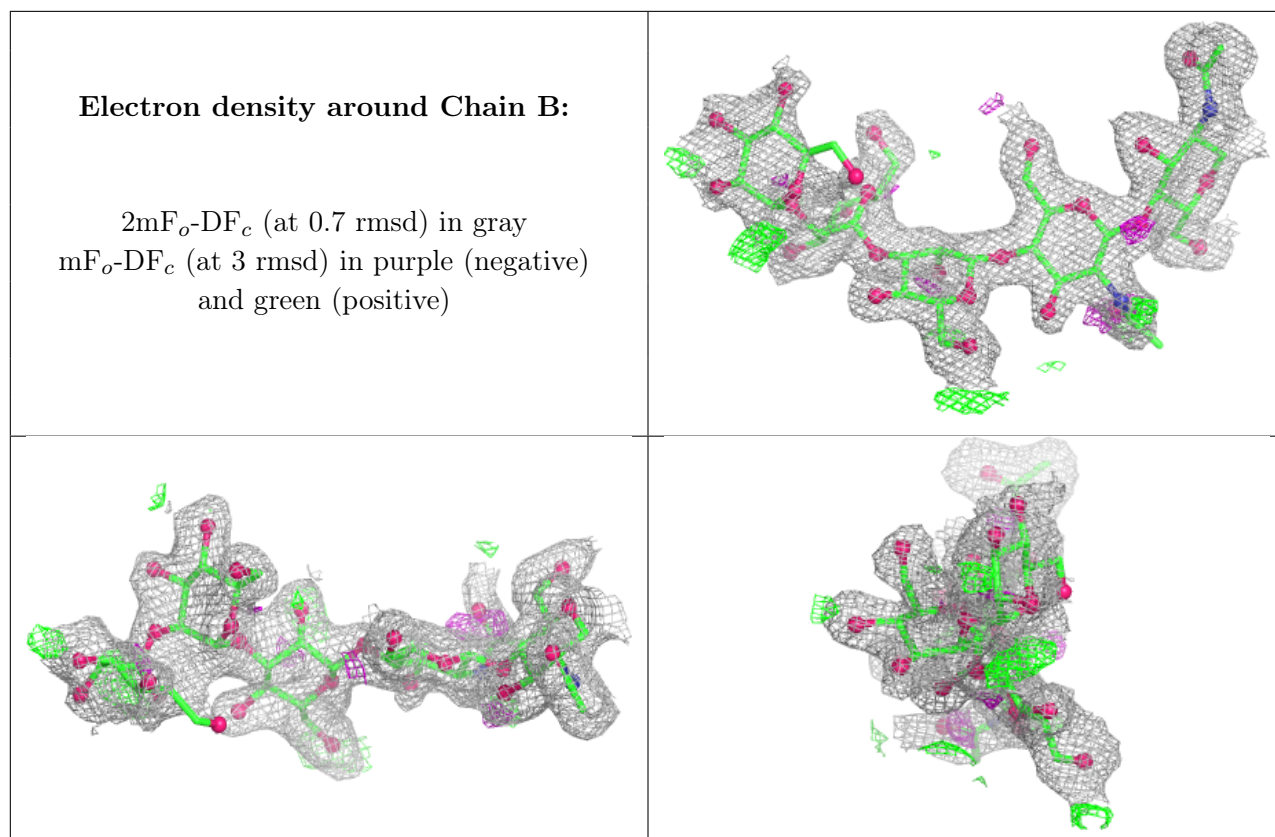 Electron density around Chain B:
2mFo-DFc (at 0.7 rmsd) in gray
mFo-DFc (at 3 rmsd) in purple (negative)
and green (positive)